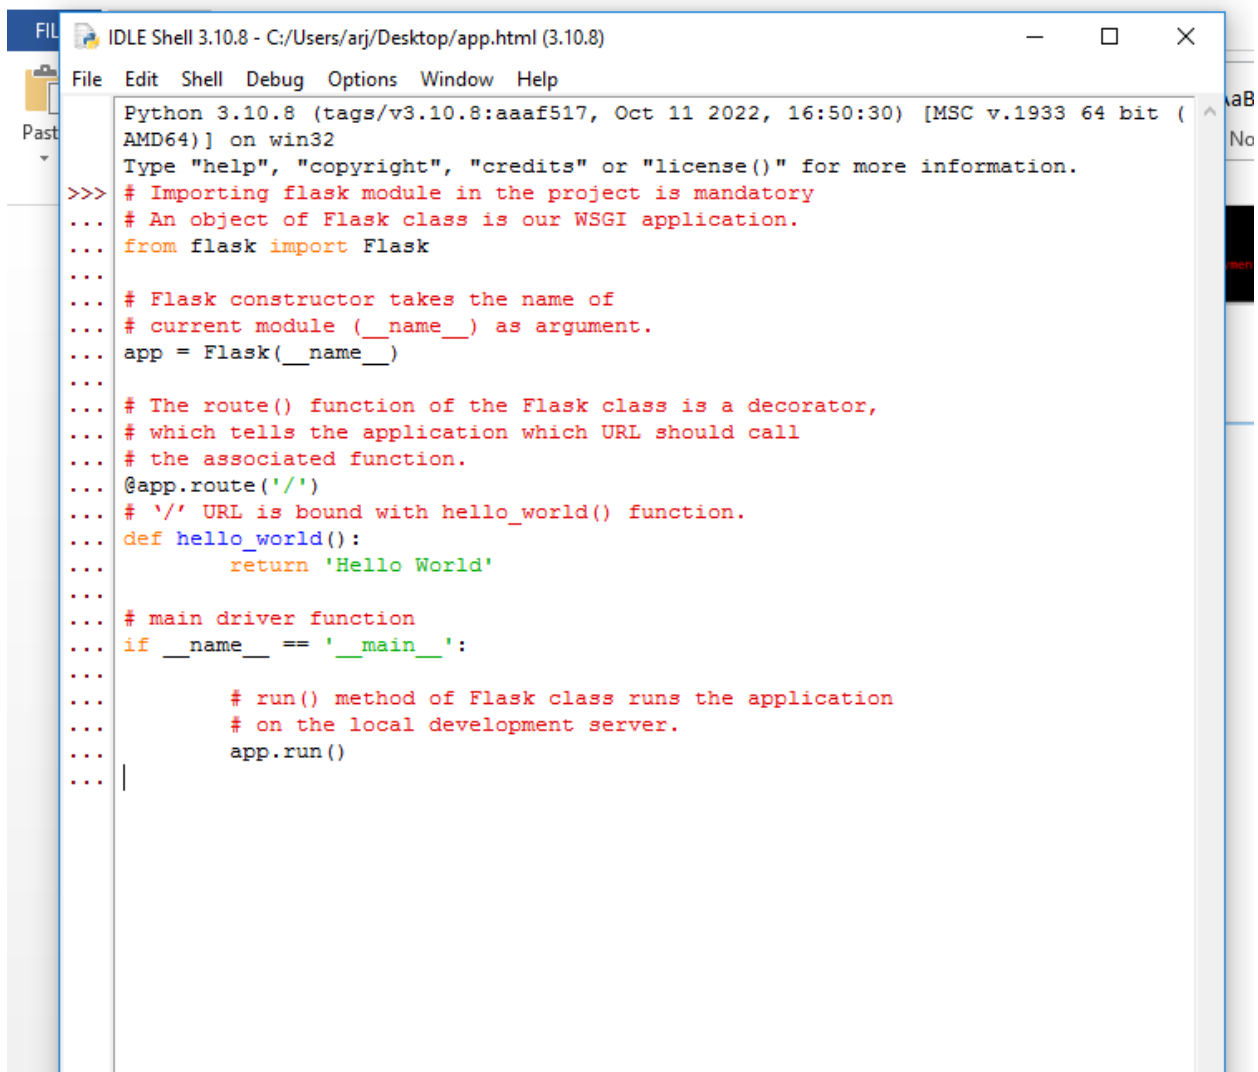 FIL
IDLE Shell 3.10.8 - C:/Users/arj/Desktop/app.html (3.10.8)
File Edit Shell Debug Options Window Help
Past
AaB
No
Python 3.10.8 (tags/v3.10.8:aaaf517, Oct 11 2022, 16:50:30) [MSC v.1933 64 bit (
AMD64)] on win32
Type "help", "copyright", "credits" or "license()" for more information.
>>> # Importing flask module in the project is mandatory
... # An object of Flask class is our WSGI application.
... from flask import Flask
...
... # Flask constructor takes the name of
... # current module (__name__) as argument.
... app = Flask(__name__)
...
... # The route() function of the Flask class is a decorator,
... # which tells the application which URL should call
... # the associated function.
... @app.route('/')
... # ‘/’ URL is bound with hello_world() function.
... def hello_world():
...         return 'Hello World'
...
... # main driver function
... if __name__ == '__main__':
...
...         # run() method of Flask class runs the application
...         # on the local development server.
...         app.run()
...